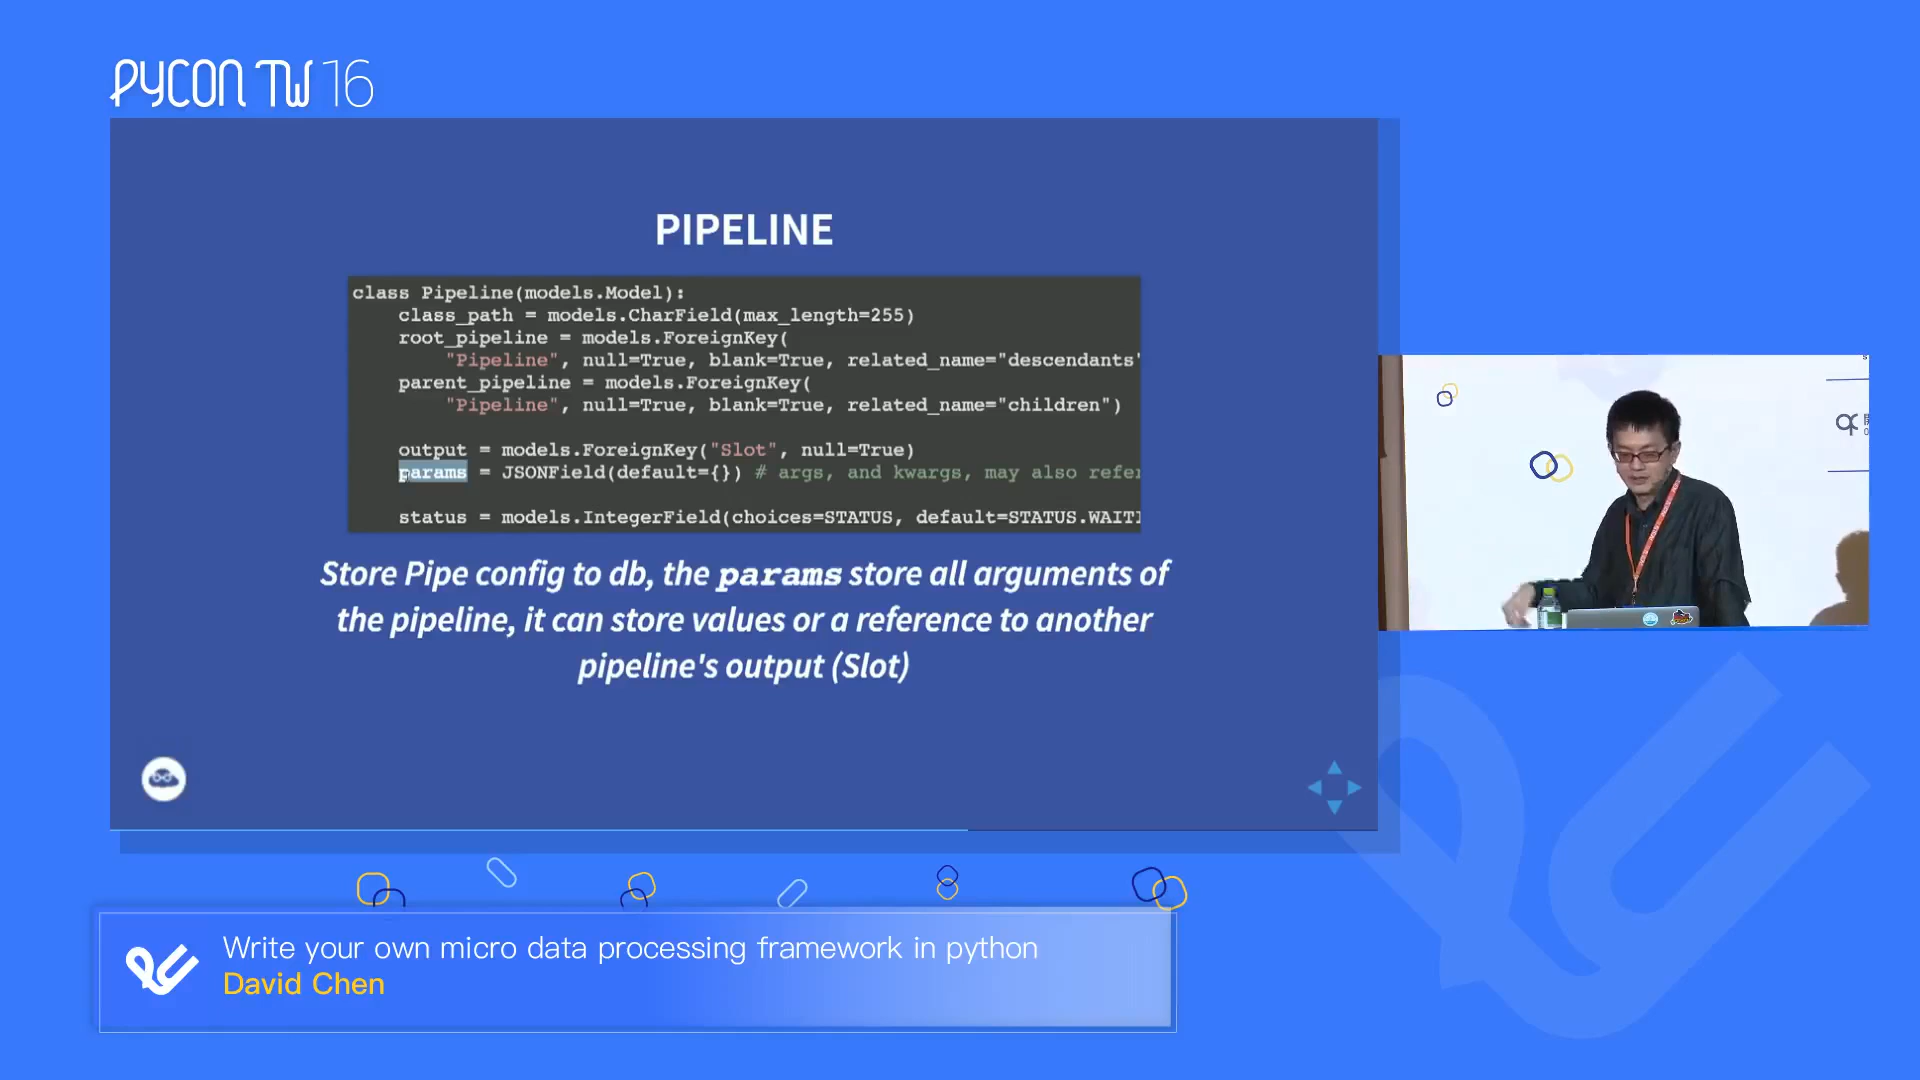 PYCON TW 16
PIPELINE
class Pipeline(models.Model):
class_path = models.CharField(max_length=255)
root_pipeline = models.ForeignKey(
"Pipeline", null=True, blank=True, related_name="descendants"
parent_pipeline = models.ForeignKey(
"Pipeline", null=True, blank=True, related_name="children")
output = models.ForeignKey("Slot", null=True)
params = JSONField(default={}) # args, and kwargs, may also refer
status = models.IntegerField(choices=STATUS, default=STATUS.WAITI
Store Pipe config to db, the params store all arguments of
the pipeline, it can store values or a reference to another
pipeline's output (Slot)
Write your own micro data processing framework in python
David Chen